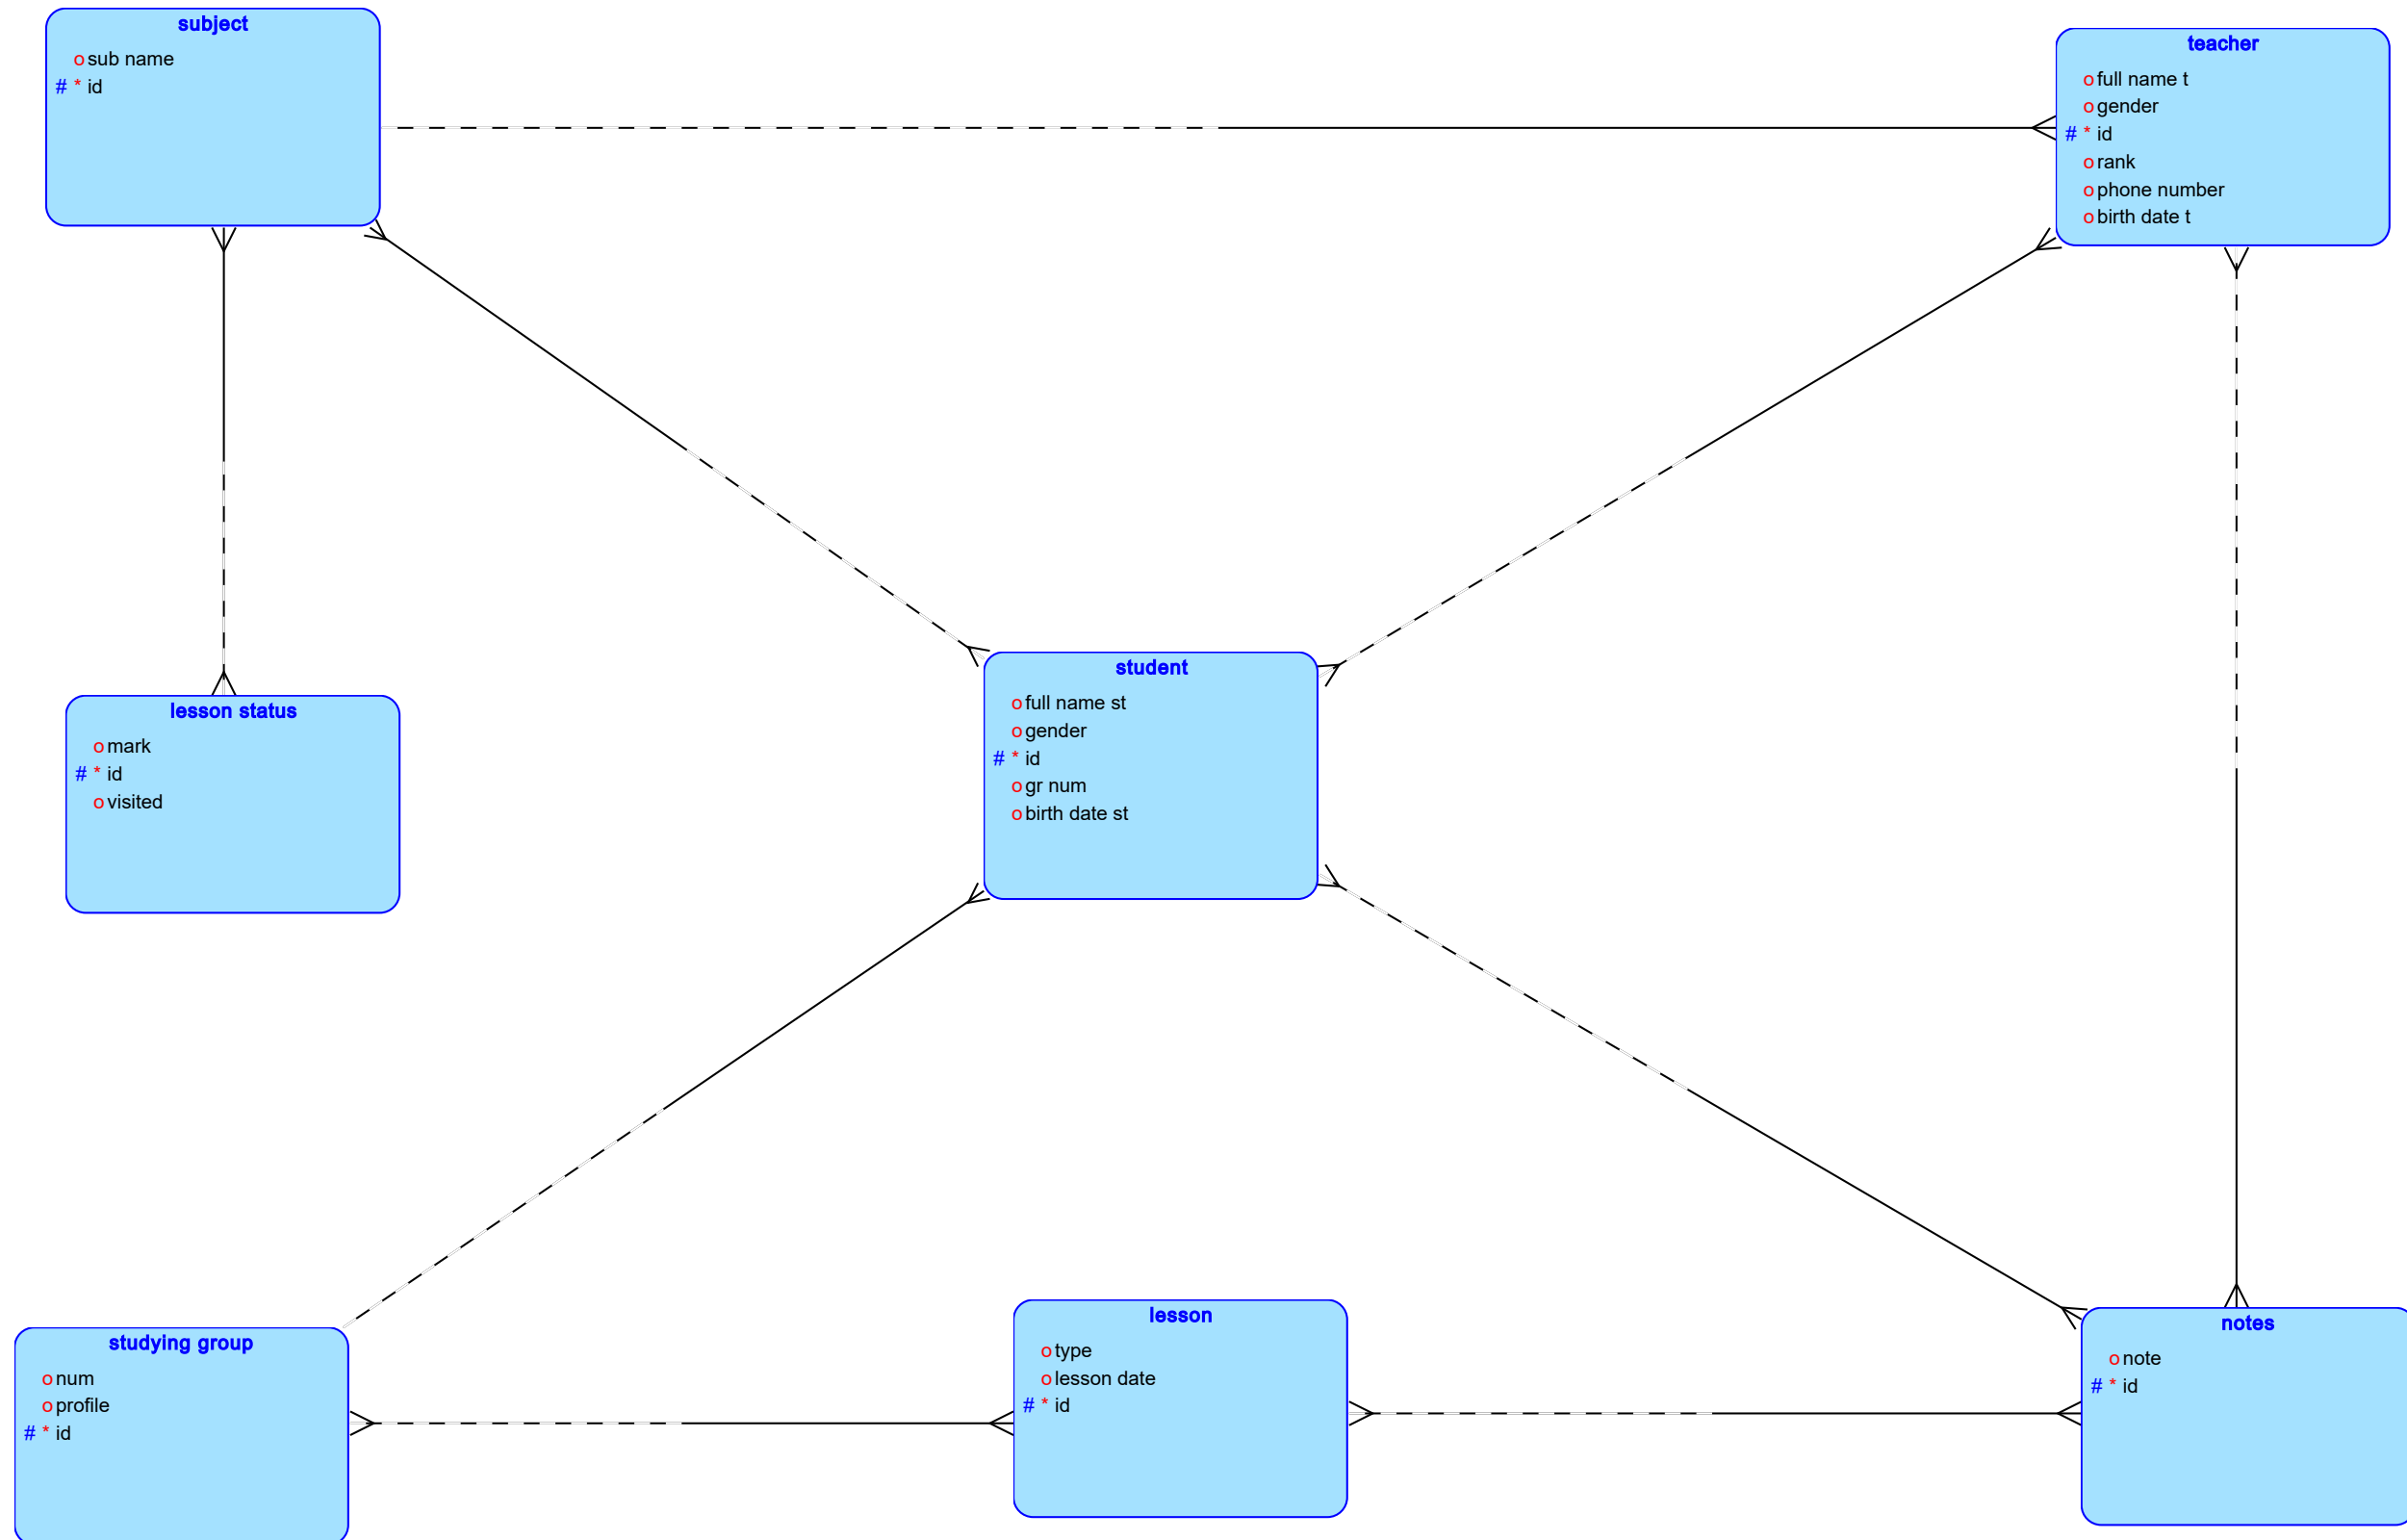 subject
o sub name
# * id
teacher
o full name t
o gender
# * id
o rank
o phone number
o birth date t
student
o full name st
o gender
# * id
o gr num
o birth date st
lesson status
o mark
# * id
o visited
studying group
o num
o profile
# * id
lesson
o type
o lesson date
# * id
notes
o note
# * id